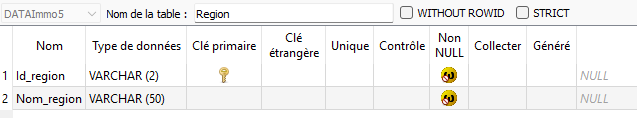 DATAImmo5 Nom de la table : Region WITHOUT ROWID STRICT
Nom Type de données Clé primaire Clé étrangère Unique Contrôle Non NULL Collecter Généré
1 Id_region VARCHAR (2) NULL
2 Nom_region VARCHAR (50) NULL